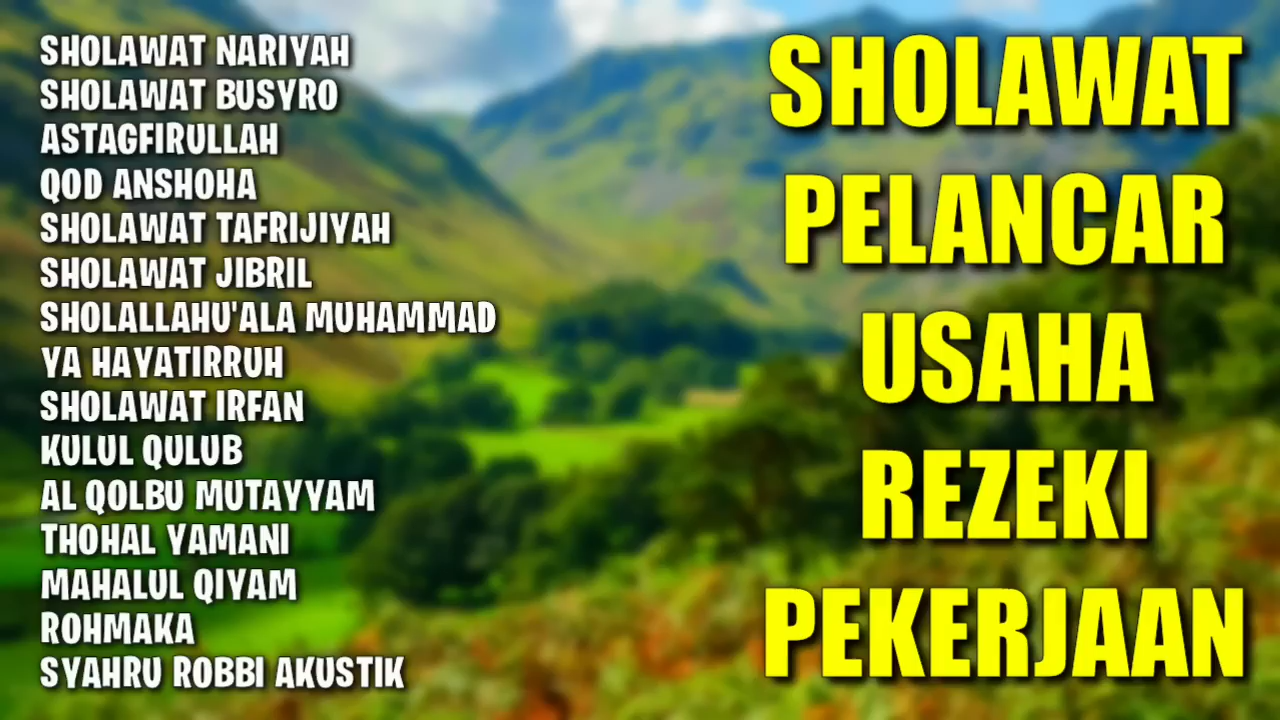 SHOLAWAT NARIYAH
SHOLAWAT BUSYRO
ASTAGFIRULLAH
QOD ANSHOHA
SHOLAWAT TAFRIJIYAH
SHOLAWAT JIBRIL
SHOLALLAHU'ALA MUHAMMAD
YA HAYATIRRUH
SHOLAWAT IRFAN
KULUL QULUB
AL QOLBU MUTAYYAM
THOHAL YAMANI
MAHALUL QIYAM
ROHMAKA
SYAHRU ROBBI AKUSTIK
SHOLAWAT
PELANCAR
USAHA
REZEKI
PEKERJAAN